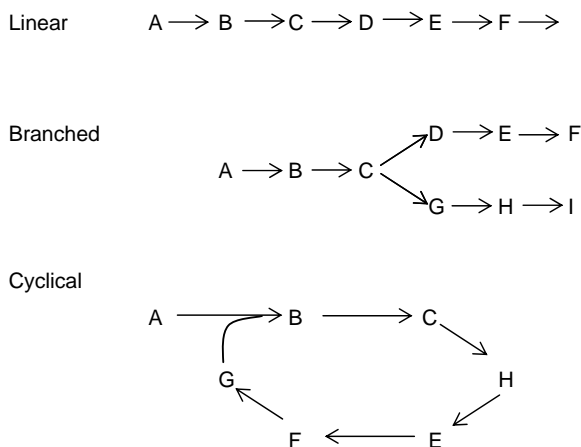 Linear A B C D E F
Branched
D E F
A B C
G H I
Cyclical
A B C
G H
F E